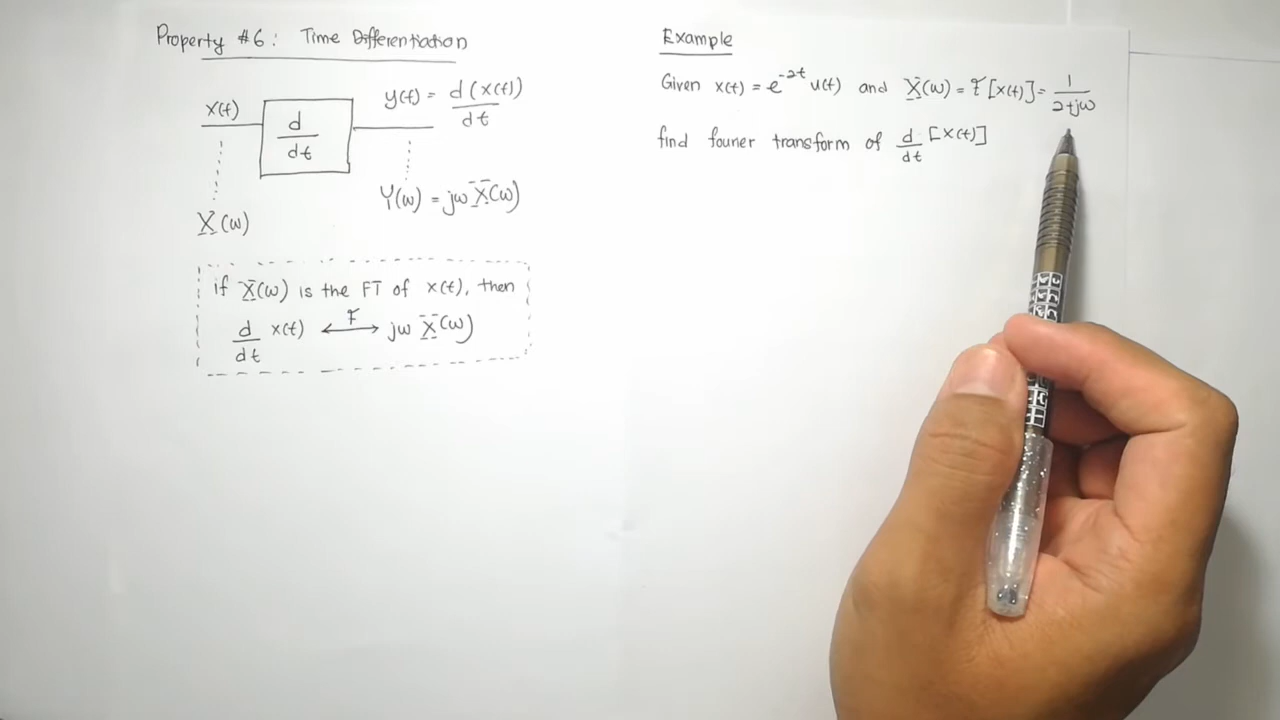 Property #6: Time Differentiation
x(t)
d/dt
y(t) = d(x(t))/dt
X(ω)
Y(ω) = jω X(ω)
if X(ω) is the FT of x(t), then
d/dt x(t) ⟷ F jω X(ω)
Example
Given x(t) = e^-2t u(t) and X(ω) = F[x(t)] = 1/2+jω
find fourier transform of d/dt [x(t)]